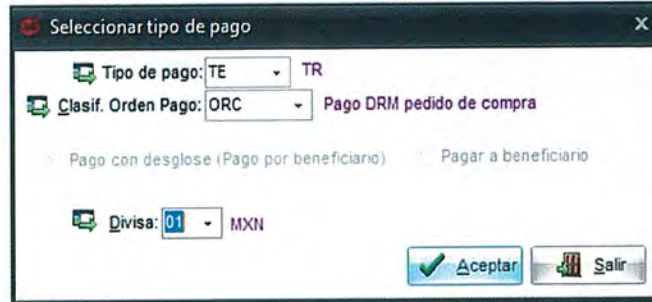 Seleccionar tipo de pago X
Tipo de pago: TE TR
Clasif. Orden Pago: ORC Pago DRM pedido de compra
Pago con desglose (Pago por beneficiario) Pagar a beneficiario
Divisa: 01 MXN
Aceptar Salir